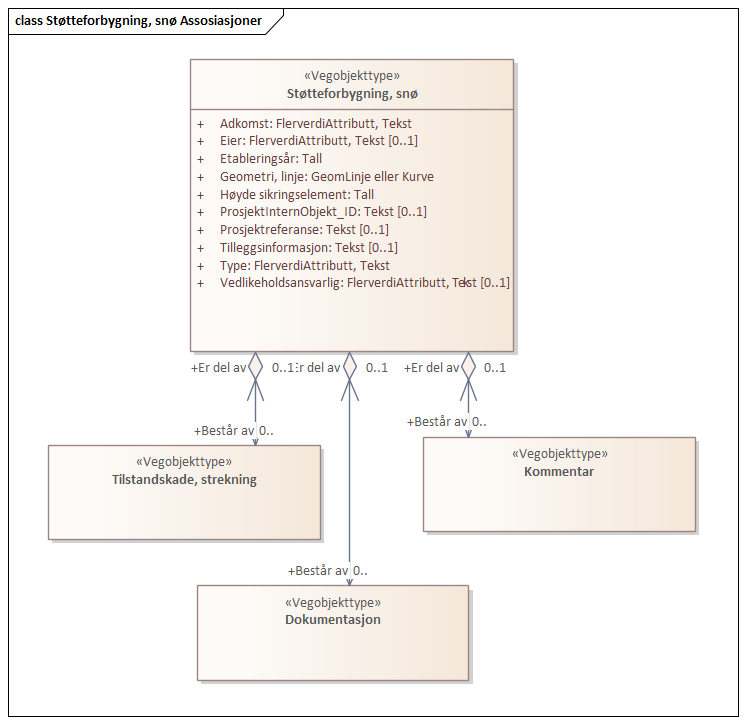 class Støtteforbygning, snø Assosiasjoner
«Vegobjekttype»
Støtteforbygning, snø
+ Adkomst: FlerverdiAttributt, Tekst
+ Eier: FlerverdiAttributt, Tekst [0..1]
+ Etableringsår: Tall
+ Geometri, linje: GeomLinje eller Kurve
+ Høyde sikringselement: Tall
+ ProsjektInternObjekt_ID: Tekst [0..1]
+ Prosjektreferanse: Tekst [0..1]
+ Tilleggsinformasjon: Tekst [0..1]
+ Type: FlerverdiAttributt, Tekst
+ Vedlikeholdsansvarlig: FlerverdiAttributt, Tekst [0..1]
+Er del av 0..1 Er del av 0..1 +Er del av 0..1
+Består av 0..
+Består av 0..
«Vegobjekttype»
Tilstandskade, strekning
«Vegobjekttype»
Kommentar
+Består av 0..
«Vegobjekttype»
Dokumentasjon